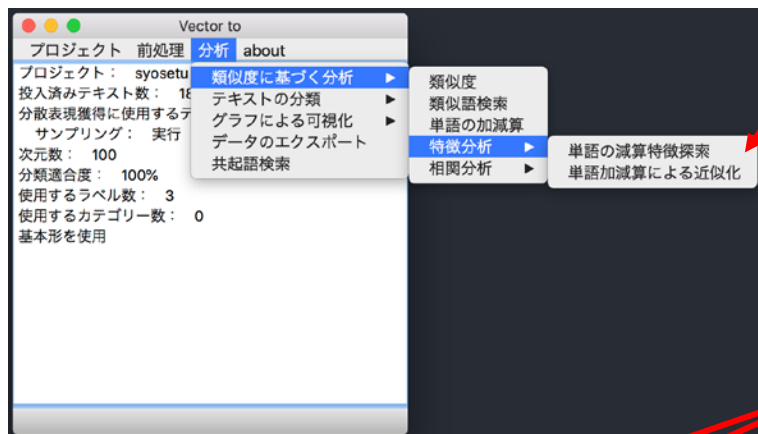 Vector to
プロジェクト 前処理 分析 about
プロジェクト： syosetu
投入済みテキスト数： 18
分散表現獲得に使用するテ
サンプリング： 実行
次元数： 100
分類適合度： 100%
使用するラベル数： 3
使用するカテゴリー数： 0
基本形を使用
類似度に基づく分析
テキストの分類
グラフによる可視化
データのエクスポート
共起語検索
類似度
類似語検索
単語の加減算
特徴分析
相関分析
単語の減算特徴探索
単語加減算による近似化